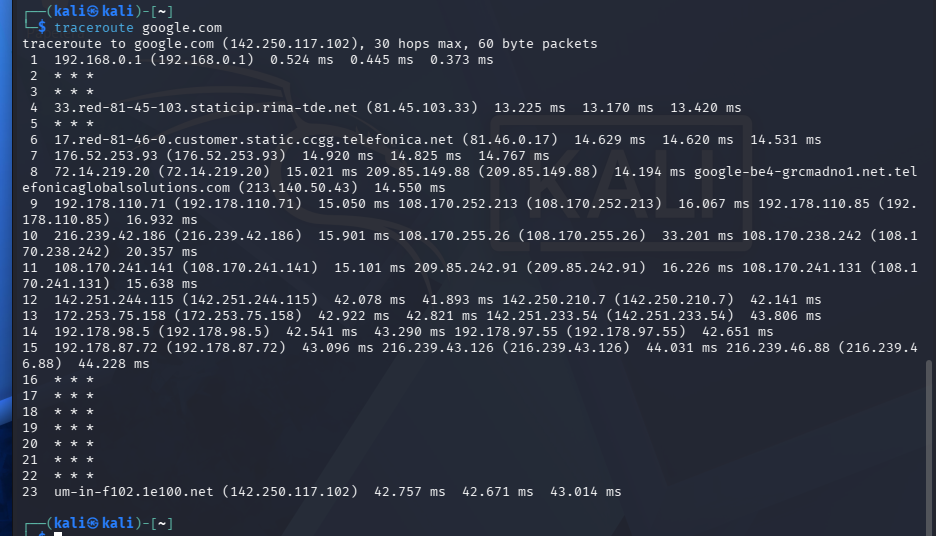 ┌──(kali㉿kali)-[~]
└─$ traceroute google.com
traceroute to google.com (142.250.117.102), 30 hops max, 60 byte packets
 1  192.168.0.1 (192.168.0.1)  0.524 ms  0.445 ms  0.373 ms
 2  * * *
 3  * * *
 4  33.red-81-45-103.staticip.rima-tde.net (81.45.103.33)  13.225 ms  13.170 ms  13.420 ms
 5  * * *
 6  17.red-81-46-0.customer.static.ccgg.telefonica.net (81.46.0.17)  14.629 ms  14.620 ms  14.531 ms
 7  176.52.253.93 (176.52.253.93)  14.920 ms  14.825 ms  14.767 ms
 8  72.14.219.20 (72.14.219.20)  15.021 ms 209.85.149.88 (209.85.149.88)  14.194 ms google-be4-grcmadno1.net.tel
efonicaglobalsolutions.com (213.140.50.43)  14.550 ms
 9  192.178.110.71 (192.178.110.71)  15.050 ms 108.170.252.213 (108.170.252.213)  16.067 ms 192.178.110.85 (192.
178.110.85)  16.932 ms
10  216.239.42.186 (216.239.42.186)  15.901 ms 108.170.255.26 (108.170.255.26)  33.201 ms 108.170.238.242 (108.1
70.238.242)  20.357 ms
11  108.170.241.141 (108.170.241.141)  15.101 ms 209.85.242.91 (209.85.242.91)  16.226 ms 108.170.241.131 (108.1
70.241.131)  15.638 ms
12  142.251.244.115 (142.251.244.115)  42.078 ms  41.893 ms 142.250.210.7 (142.250.210.7)  42.141 ms
13  172.253.75.158 (172.253.75.158)  42.922 ms  42.821 ms 142.251.233.54 (142.251.233.54)  43.806 ms
14  192.178.98.5 (192.178.98.5)  42.541 ms  43.290 ms 192.178.97.55 (192.178.97.55)  42.651 ms
15  192.178.87.72 (192.178.87.72)  43.096 ms 216.239.43.126 (216.239.43.126)  44.031 ms 216.239.46.88 (216.239.4
6.88)  44.228 ms
16  * * *
17  * * *
18  * * *
19  * * *
20  * * *
21  * * *
22  * * *
23  um-in-f102.1e100.net (142.250.117.102)  42.757 ms  42.671 ms  43.014 ms
┌──(kali㉿kali)-[~]
└─$
KALI